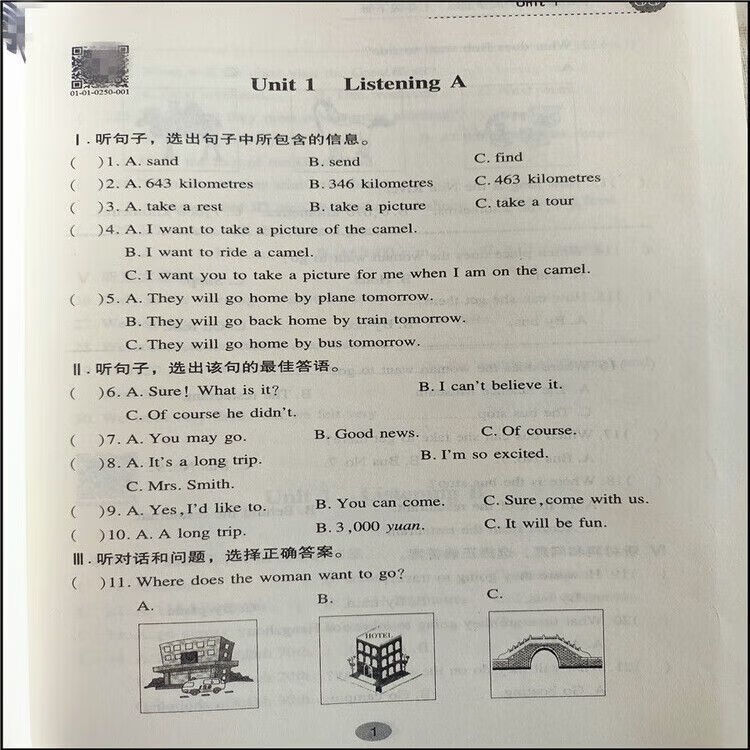 Unit 1
01-01-0250-001
Unit 1 Listening A
Ⅰ.听句子，选出句子中所包含的信息。
( )1. A. sand B. send C. find
( )2. A. 643 kilometres B. 346 kilometres C. 463 kilometres
( )3. A. take a rest B. take a picture C. take a tour
( )4. A. I want to take a picture of the camel.
B. I want to ride a camel.
C. I want you to take a picture for me when I am on the camel.
( )5. A. They will go home by plane tomorrow.
B. They will go back home by train tomorrow.
C. They will go home by bus tomorrow.
Ⅱ.听句子，选出该句的最佳答语。
( )6. A. Sure! What is it? B. I can't believe it.
C. Of course he didn't.
( )7. A. You may go. B. Good news. C. Of course.
( )8. A. It's a long trip. B. I'm so excited.
C. Mrs. Smith.
( )9. A. Yes,I'd like to. B. You can come. C. Sure,come with us.
( )10. A. A long trip. B. 3,000 yuan. C. It will be fun.
Ⅲ.听对话和问题，选择正确答案。
( )11. Where does the woman want to go?
A. B. C.
HOTEL
1